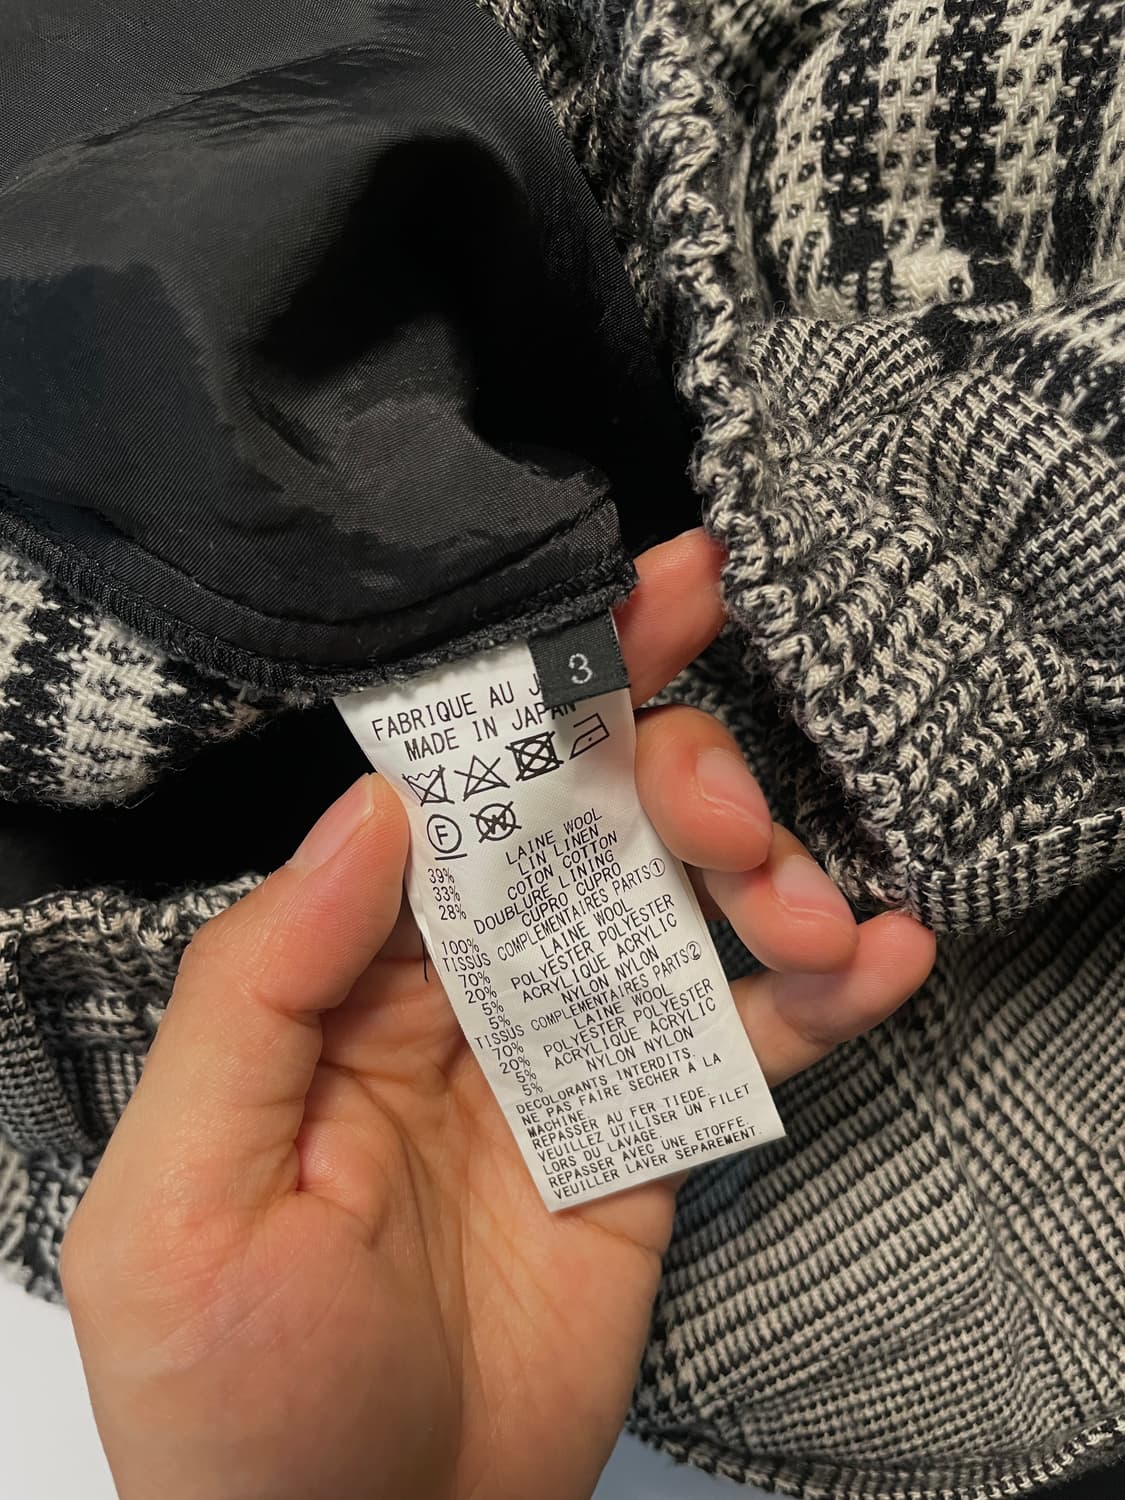 3
FABRIQUE AU J
MADE IN JAPAN
F
W
39% LAINE WOOL
33% LIN LINEN
28% COTON COTTON
DOUBLURE LINING
100% CUPRO CUPRO
TISSUS COMPLEMENTAIRES PARTS①
70% LAINE WOOL
20% POLYESTER POLYESTER
5% ACRYLIQUE ACRYLIC
5% NYLON NYLON
TISSUS COMPLEMENTAIRES PARTS②
70% LAINE WOOL
20% POLYESTER POLYESTER
5% ACRYLIQUE ACRYLIC
5% NYLON NYLON
DECOLORANTS INTERDITS.
NE PAS FAIRE SECHER A LA
MACHINE.
REPASSER AU FER TIEDE.
VEUILLEZ UTILISER UN FILET
LORS DU LAVAGE.
REPASSER AVEC UNE ETOFFE.
VEUILLER LAVER SEPAREMENT.